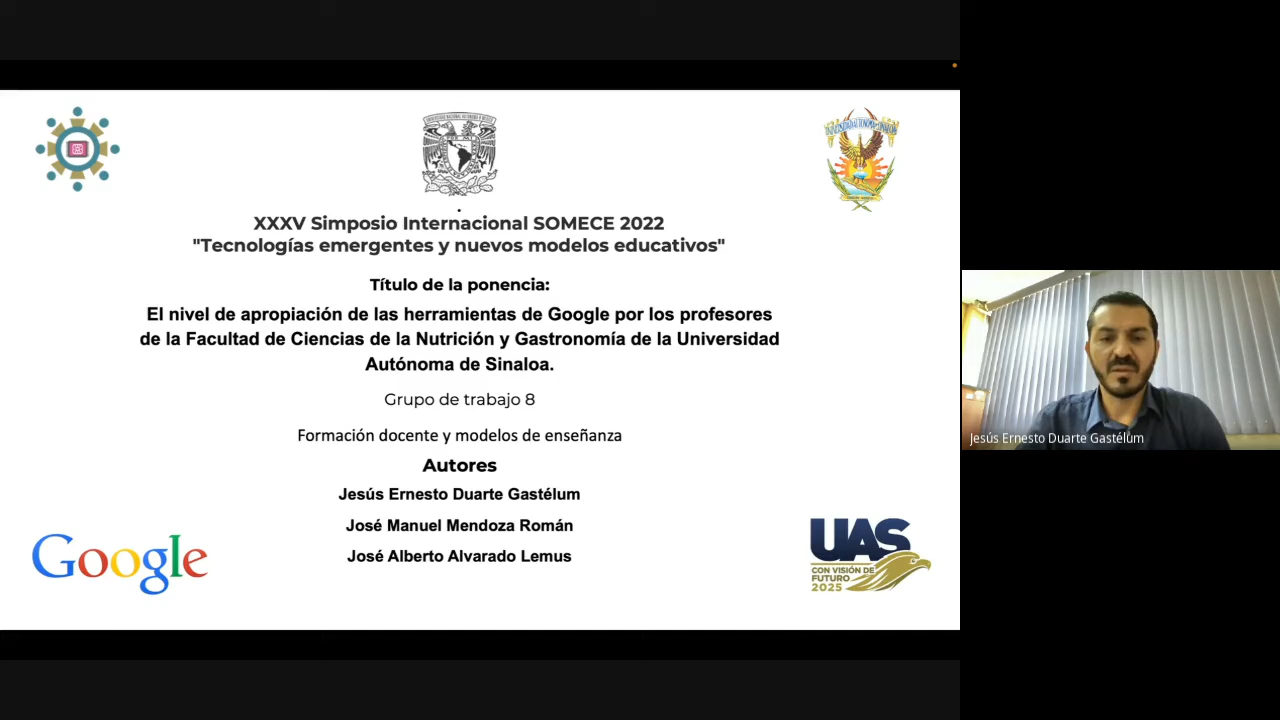 XXXV Simposio Internacional SOMECE 2022
"Tecnologías emergentes y nuevos modelos educativos"
Título de la ponencia:
El nivel de apropiación de las herramientas de Google por los profesores
de la Facultad de Ciencias de la Nutrición y Gastronomía de la Universidad
Autónoma de Sinaloa.
Grupo de trabajo 8
Formación docente y modelos de enseñanza
Autores
Jesús Ernesto Duarte Gastélum
José Manuel Mendoza Román
José Alberto Alvarado Lemus
Google
UAS
CON VISIÓN DE
FUTURO
2025
Jesús Ernesto Duarte Gastélum